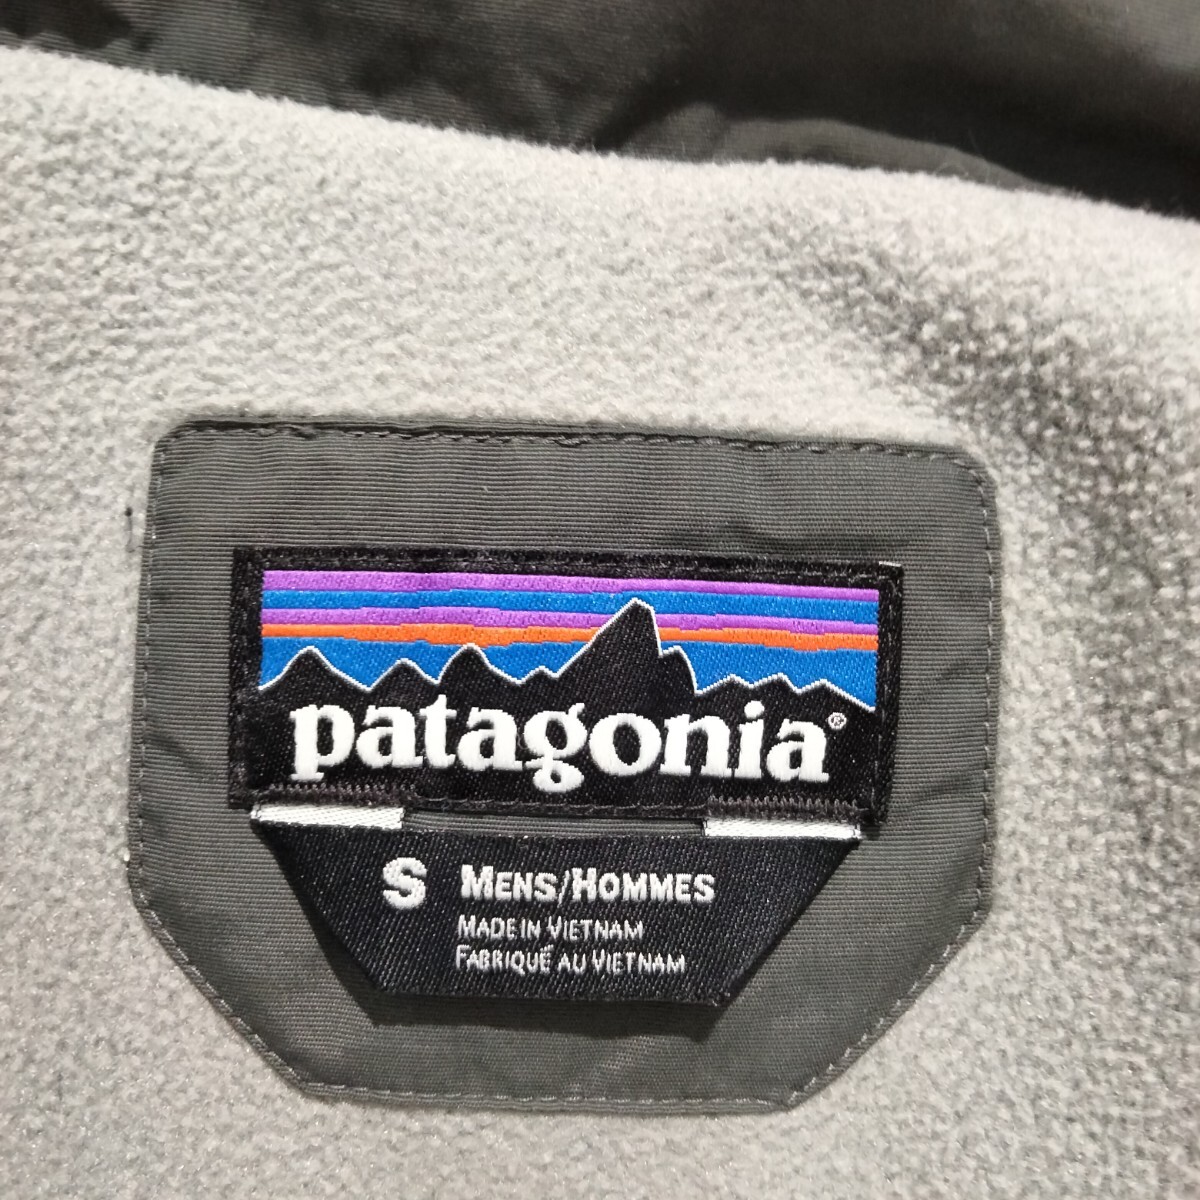 patagonia®
S MENS/HOMMES
MADE IN VIETNAM
FABRIQUÉ AU VIETNAM